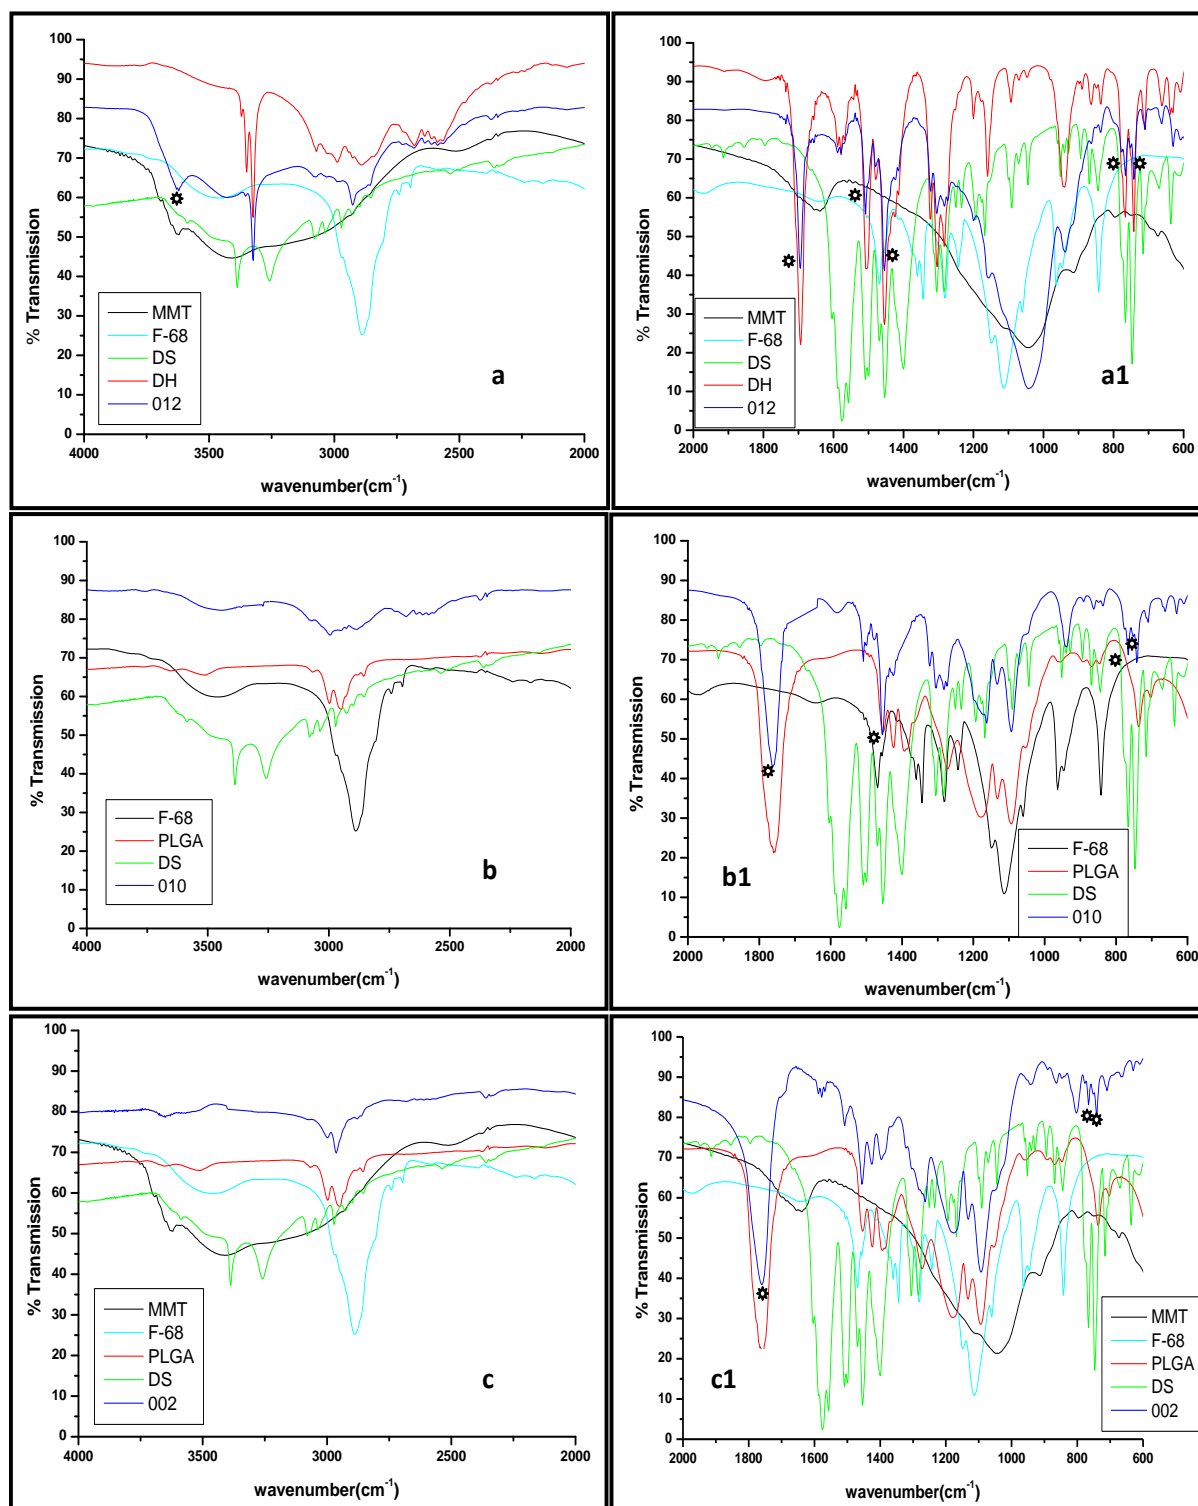 100
90
80
70
60
50
40
30
20
10
0
% Transmission
4000 3500 3000 2500 2000
wavenumber(cm-1)
MMT
F-68
DS
DH
012
a
100
90
80
70
60
50
40
30
20
10
0
% Transmission
2000 1800 1600 1400 1200 1000 800 600
wavenumber(cm-1)
MMT
F-68
DS
DH
012
a1
100
90
80
70
60
50
40
30
20
10
0
% Transmission
4000 3500 3000 2500 2000
wavenumber(cm-1)
F-68
PLGA
DS
010
b
100
90
80
70
60
50
40
30
20
10
0
% Transmission
2000 1800 1600 1400 1200 1000 800 600
wavenumber(cm-1)
F-68
PLGA
DS
010
b1
100
90
80
70
60
50
40
30
20
10
0
% Transmission
4000 3500 3000 2500 2000
wavenumber(cm-1)
MMT
F-68
PLGA
DS
002
c
100
90
80
70
60
50
40
30
20
10
0
% Transmission
2000 1800 1600 1400 1200 1000 800 600
wavenumber(cm-1)
MMT
F-68
PLGA
DS
002
c1